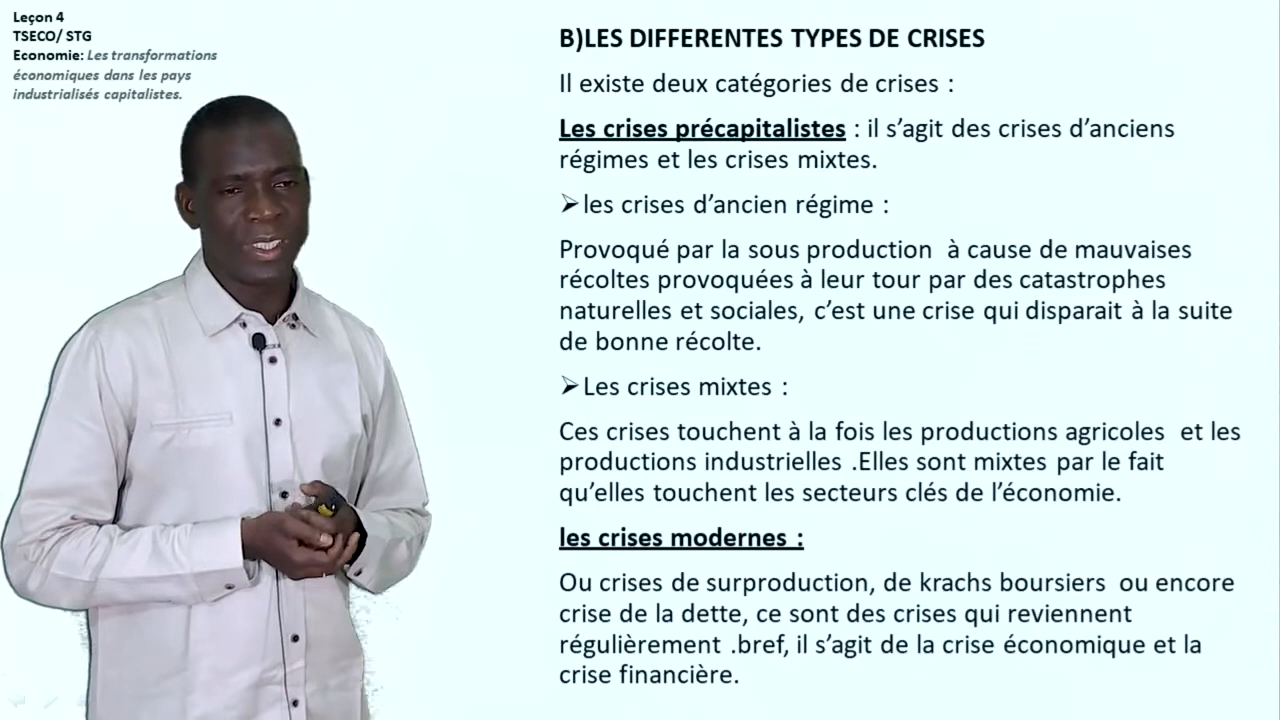 Leçon 4
TSECO/ STG
Economie: Les transformations
économiques dans les pays
industrialisés capitalistes.
B)LES DIFFERENTES TYPES DE CRISES
Il existe deux catégories de crises :
Les crises précapitalistes : il s’agit des crises d’anciens
régimes et les crises mixtes.
➢les crises d’ancien régime :
Provoqué par la sous production à cause de mauvaises
récoltes provoquées à leur tour par des catastrophes
naturelles et sociales, c’est une crise qui disparait à la suite
de bonne récolte.
➢Les crises mixtes :
Ces crises touchent à la fois les productions agricoles et les
productions industrielles .Elles sont mixtes par le fait
qu’elles touchent les secteurs clés de l’économie.
les crises modernes :
Ou crises de surproduction, de krachs boursiers ou encore
crise de la dette, ce sont des crises qui reviennent
régulièrement .bref, il s’agit de la crise économique et la
crise financière.